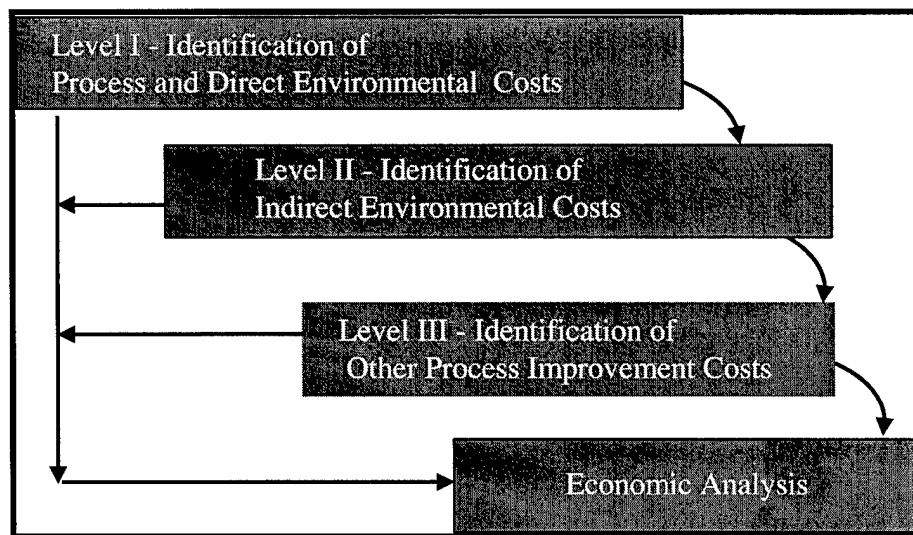 Level I - Identification of
Process and Direct Environmental Costs
Level II - Identification of
Indirect Environmental Costs
Level III - Identification of
Other Process Improvement Costs
Economic Analysis